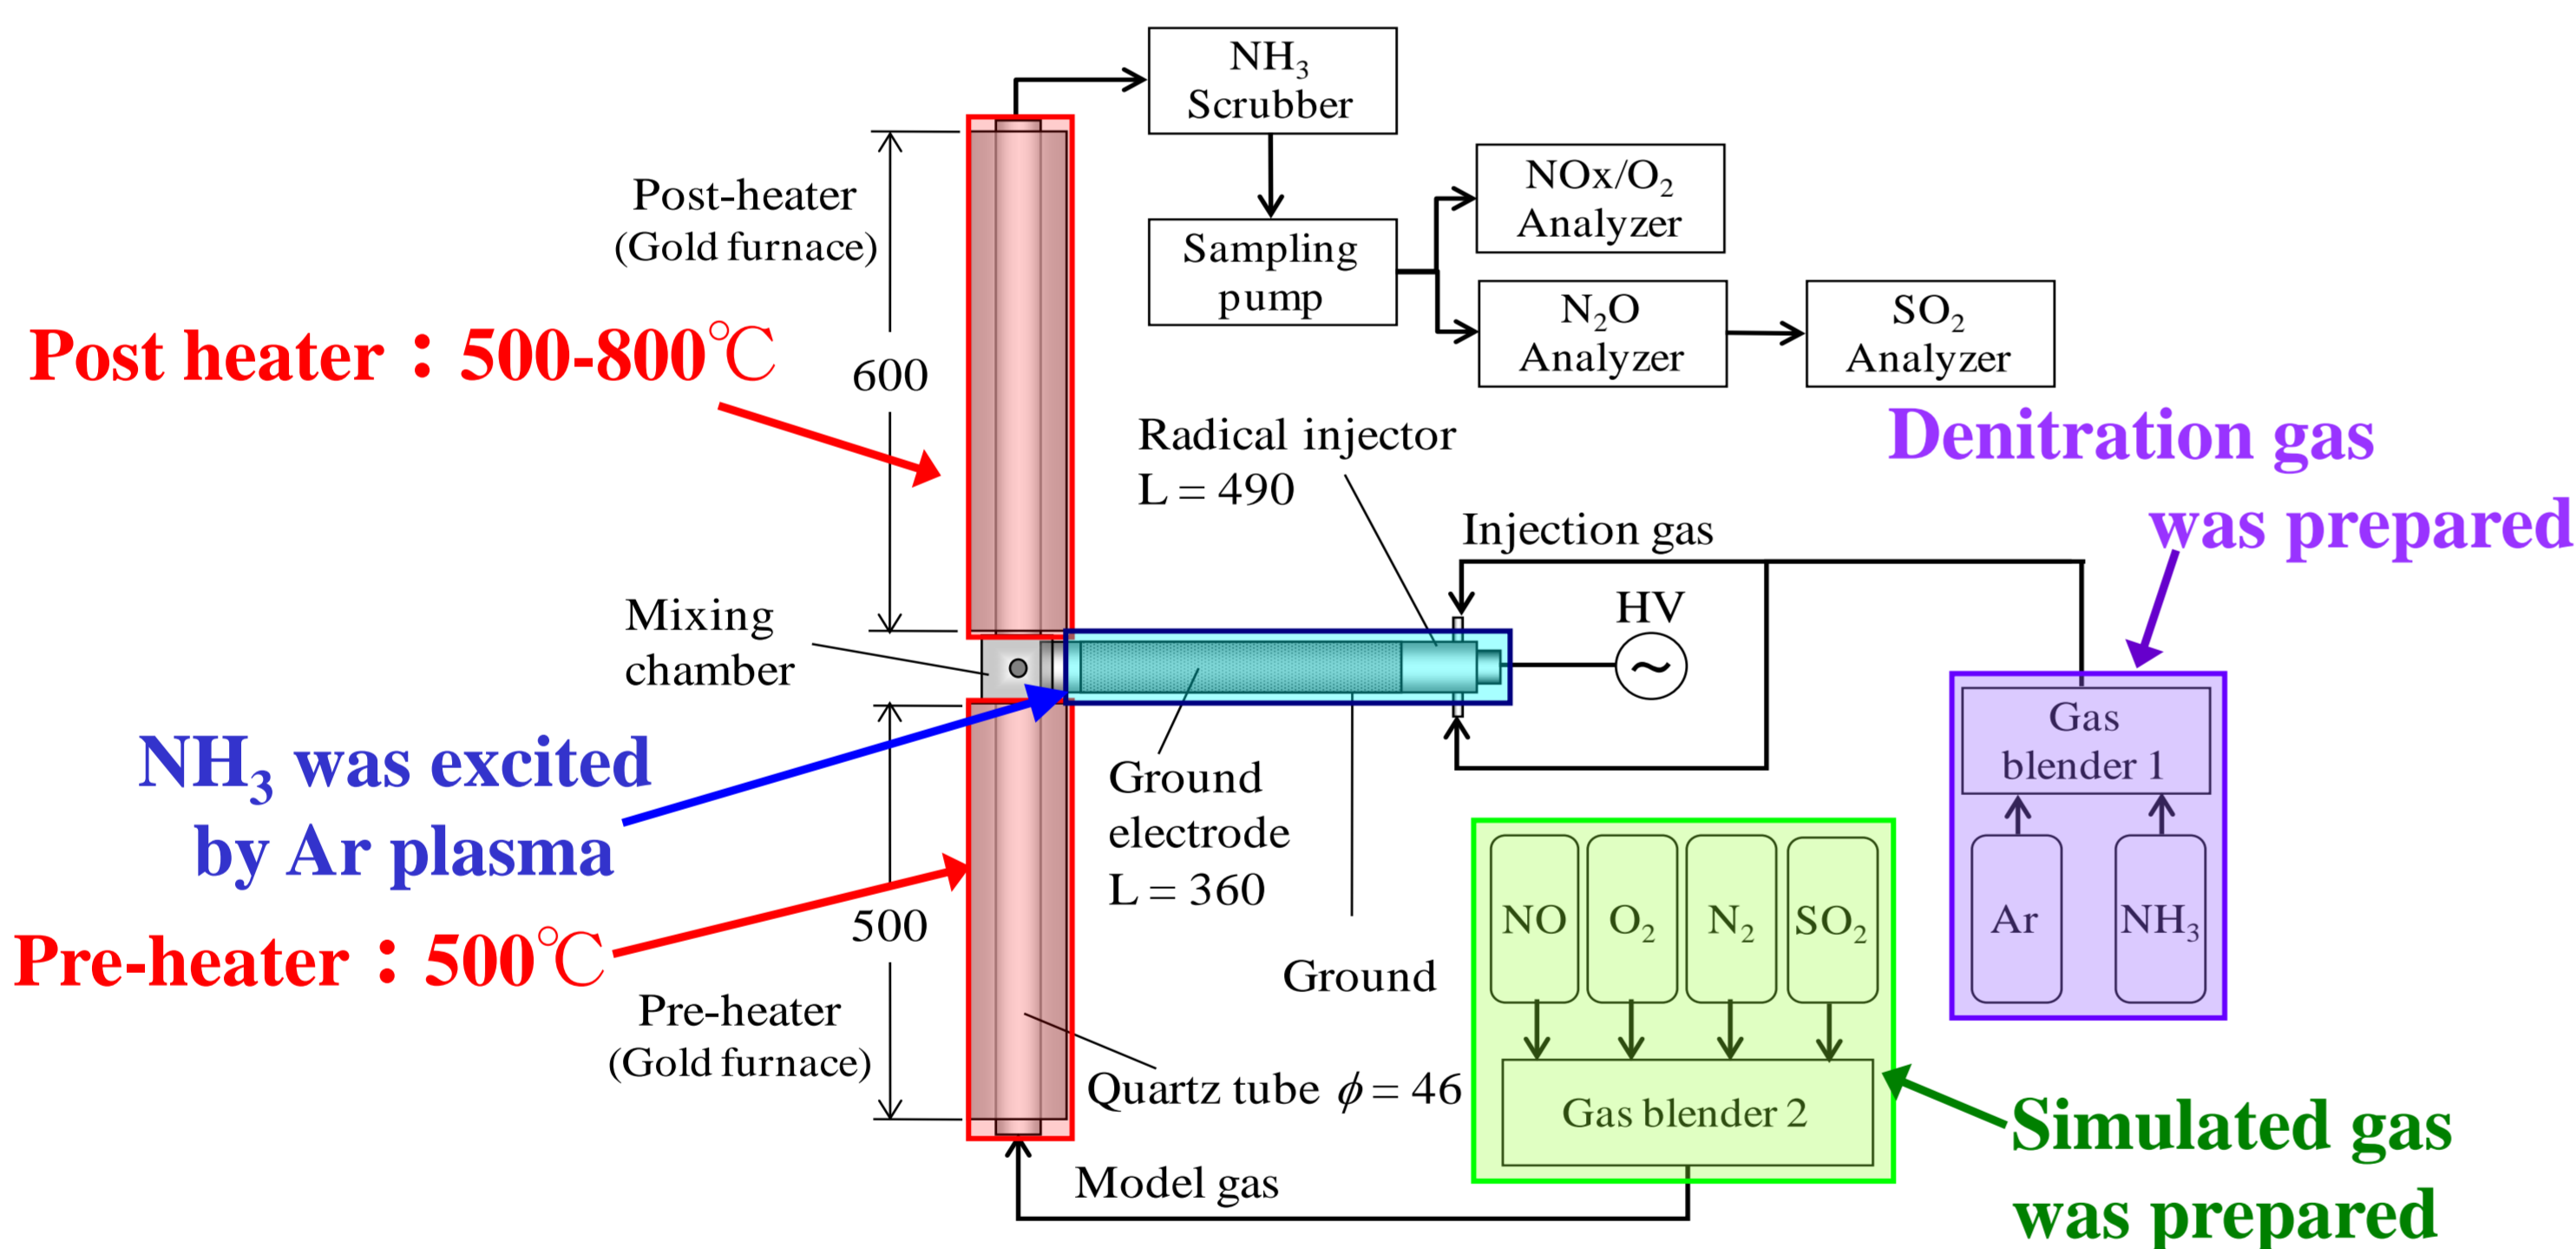 NH₃
Scrubber
Post-heater
(Gold furnace)
NOx/O₂
Analyzer
Sampling
pump
N₂O
Analyzer
SO₂
Analyzer
Post heater：500-800℃
600
Radical injector
L = 490
Denitration gas
was prepared
Injection gas
HV
Mixing
chamber
NH₃ was excited
by Ar plasma
Ground
electrode
L = 360
Gas
blender 1
Ar
NH₃
NO
O₂
N₂
SO₂
500
Pre-heater：500℃
Ground
Pre-heater
(Gold furnace)
Quartz tube ϕ = 46
Gas blender 2
Simulated gas
was prepared
Model gas